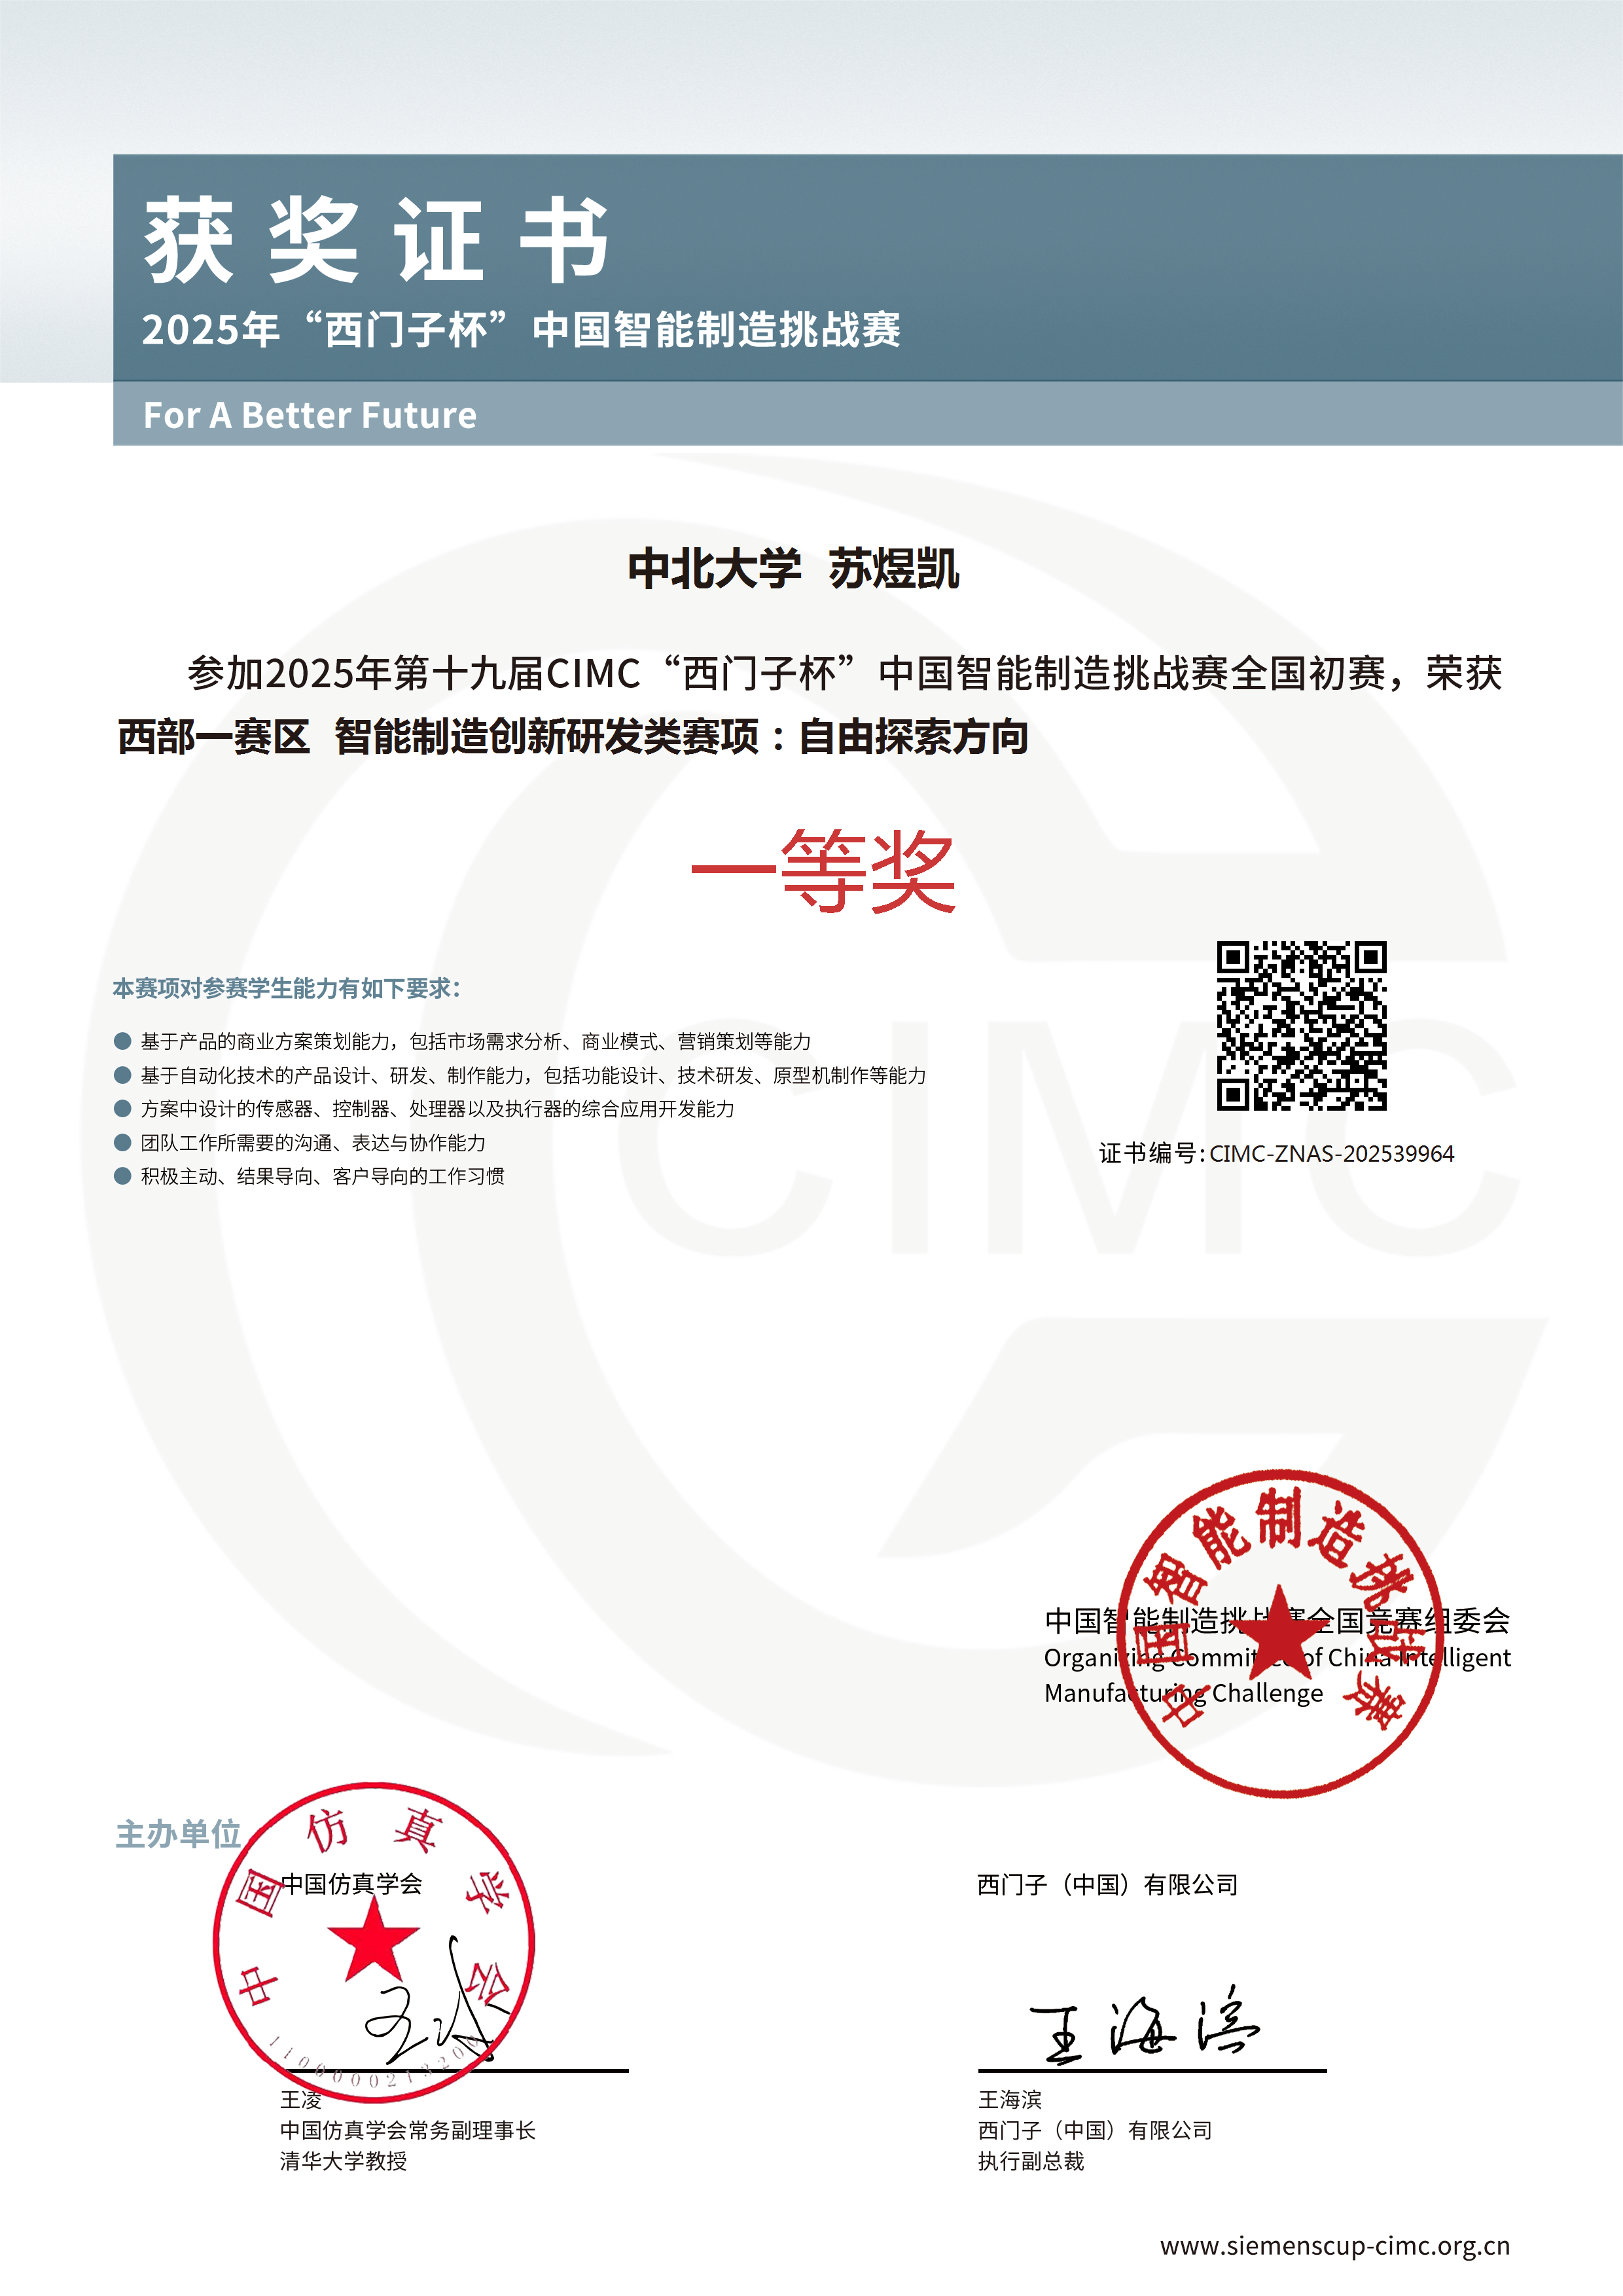 获奖证书
2025年“西门子杯”中国智能制造挑战赛
For A Better Future
中北大学 苏煜凯
参加2025年第十九届CIMC“西门子杯”中国智能制造挑战赛全国初赛，荣获
西部一赛区 智能制造创新研发类赛项：自由探索方向
一等奖
本赛项对参赛学生能力有如下要求：
基于产品的商业方案策划能力，包括市场需求分析、商业模式、营销策划等能力
基于自动化技术的产品设计、研发、制作能力，包括功能设计、技术研发、原型机制作等能力
方案中设计的传感器、控制器、处理器以及执行器的综合应用开发能力
团队工作所需要的沟通、表达与协作能力
积极主动、结果导向、客户导向的工作习惯
证书编号：CIMC-ZNAS-202539964
CIMC
中国智能制造挑战赛
中国智能制造挑战赛全国竞赛组委会
Organizing Committee of China Intelligent
Manufacturing Challenge
主办单位
中国仿真学会
中国仿真学会
西门子（中国）有限公司
王海滨
王凌
中国仿真学会常务副理事长
清华大学教授
王海滨
西门子（中国）有限公司
执行副总裁
www.siemenscup-cimc.org.cn